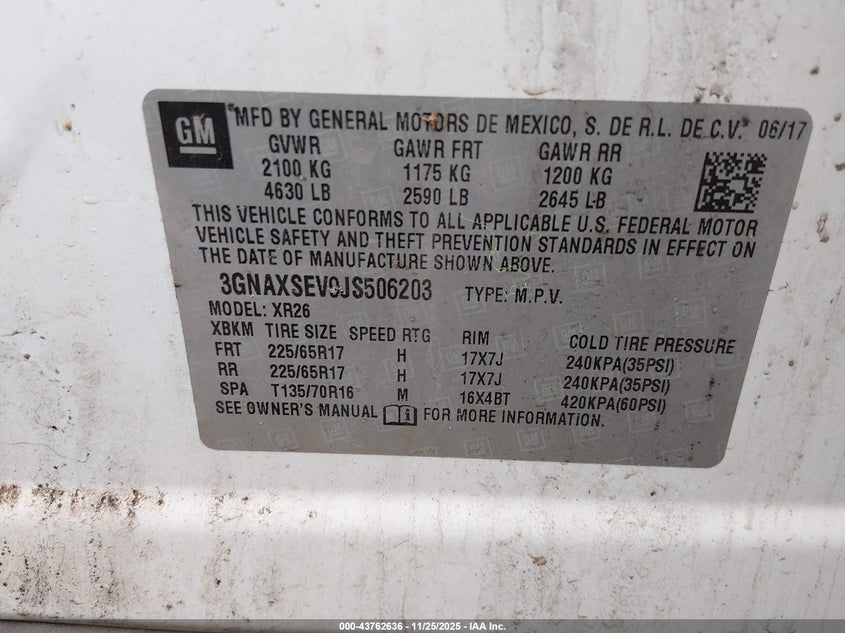 GM
®MFD BY GENERAL MOTORS DE MEXICO, S. DE R.L. DE C.V. 06/17
GVWR GAWR FRT GAWR RR
2100 KG 1175 KG 1200 KG
4630 LB 2590 LB 2645 LB
THIS VEHICLE CONFORMS TO ALL APPLICABLE U.S. FEDERAL MOTOR
VEHICLE SAFETY AND THEFT PREVENTION STANDARDS IN EFFECT ON
THE DATE OF MANUFACTURE SHOWN ABOVE.
3GNAXSEV9JS506203 TYPE: M.P.V.
MODEL: XR26
XBKM TIRE SIZE SPEED RTG RIM COLD TIRE PRESSURE
FRT 225/65R17 H 17X7J 240KPA(35PSI)
RR 225/65R17 H 17X7J 240KPA(35PSI)
SPA T135/70R16 M 16X4BT 420KPA(60PSI)
SEE OWNER'S MANUAL FOR MORE INFORMATION.
000-43762636 - 11/25/2025 - IAA Inc.